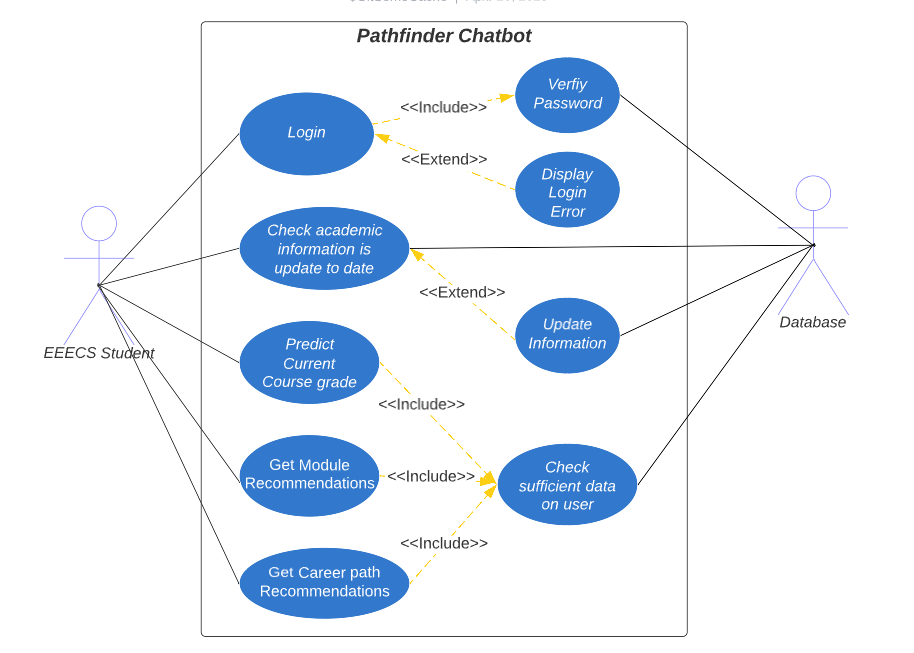 Pathfinder Chatbot
Verfiy
Password
<<Include>>
Login
<<Extend>>
Display
Login
Error
Check academic
information is
update to date
<<Extend>>
Update
Information
Database
EEECS Student
Predict
Current
Course grade
<<Include>>
Get Module
Recommendations
<<Include>>
Check
sufficient data
on user
<<Include>>
Get Career path
Recommendations